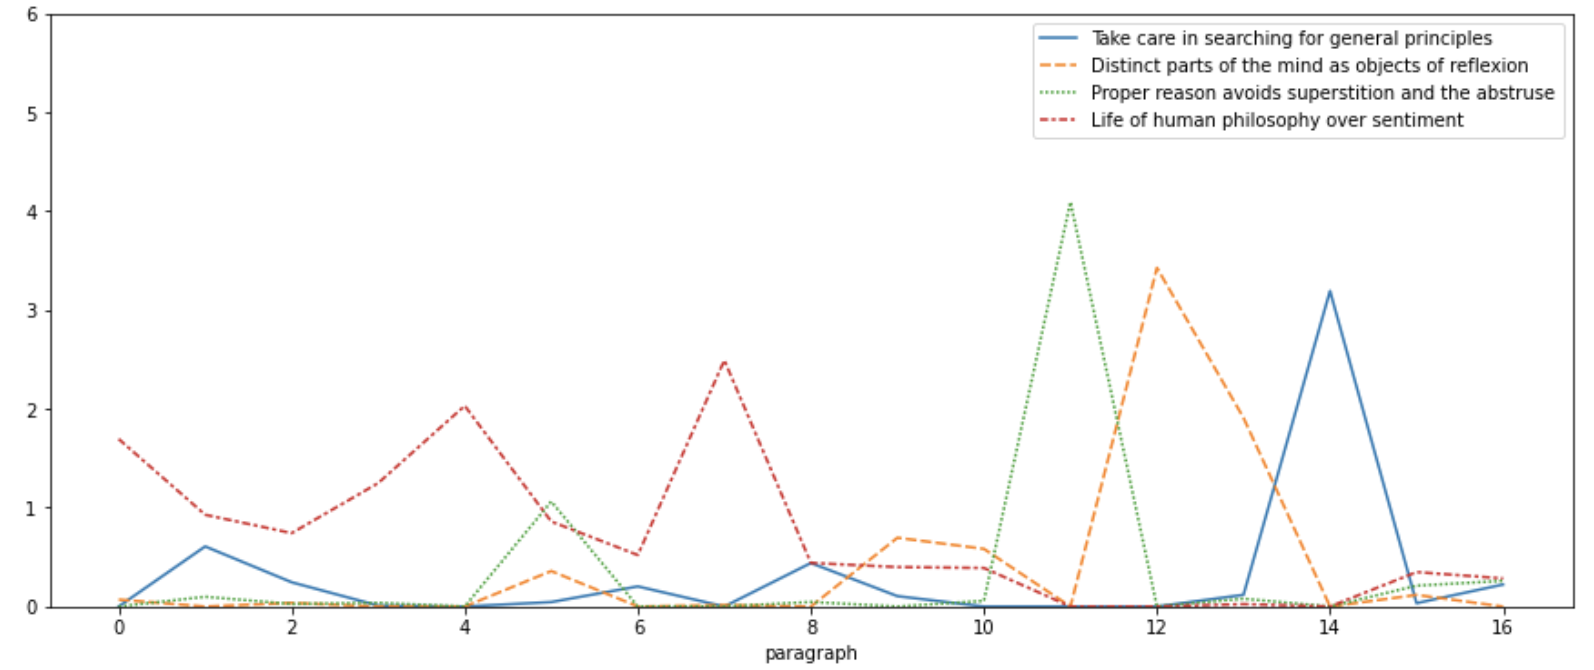 6
5
4
3
2
1
0
Take care in searching for general principles
Distinct parts of the mind as objects of reflexion
Proper reason avoids superstition and the abstruse
Life of human philosophy over sentiment
0 2 4 6 8 10 12 14 16
paragraph